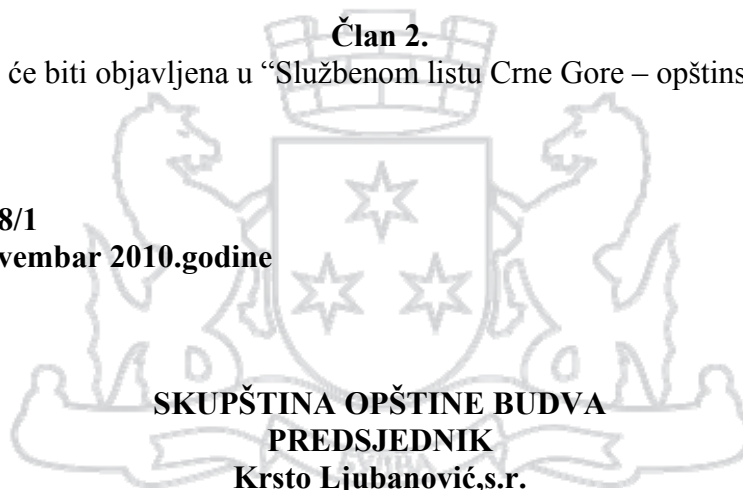 Član 2.
će biti objavljena u “Službenom listu Crne Gore – opštins
8/1
vembar 2010.godine
SKUPŠTINA OPŠTINE BUDVA
PREDSJEDNIK
Krsto Ljubanović,s.r.